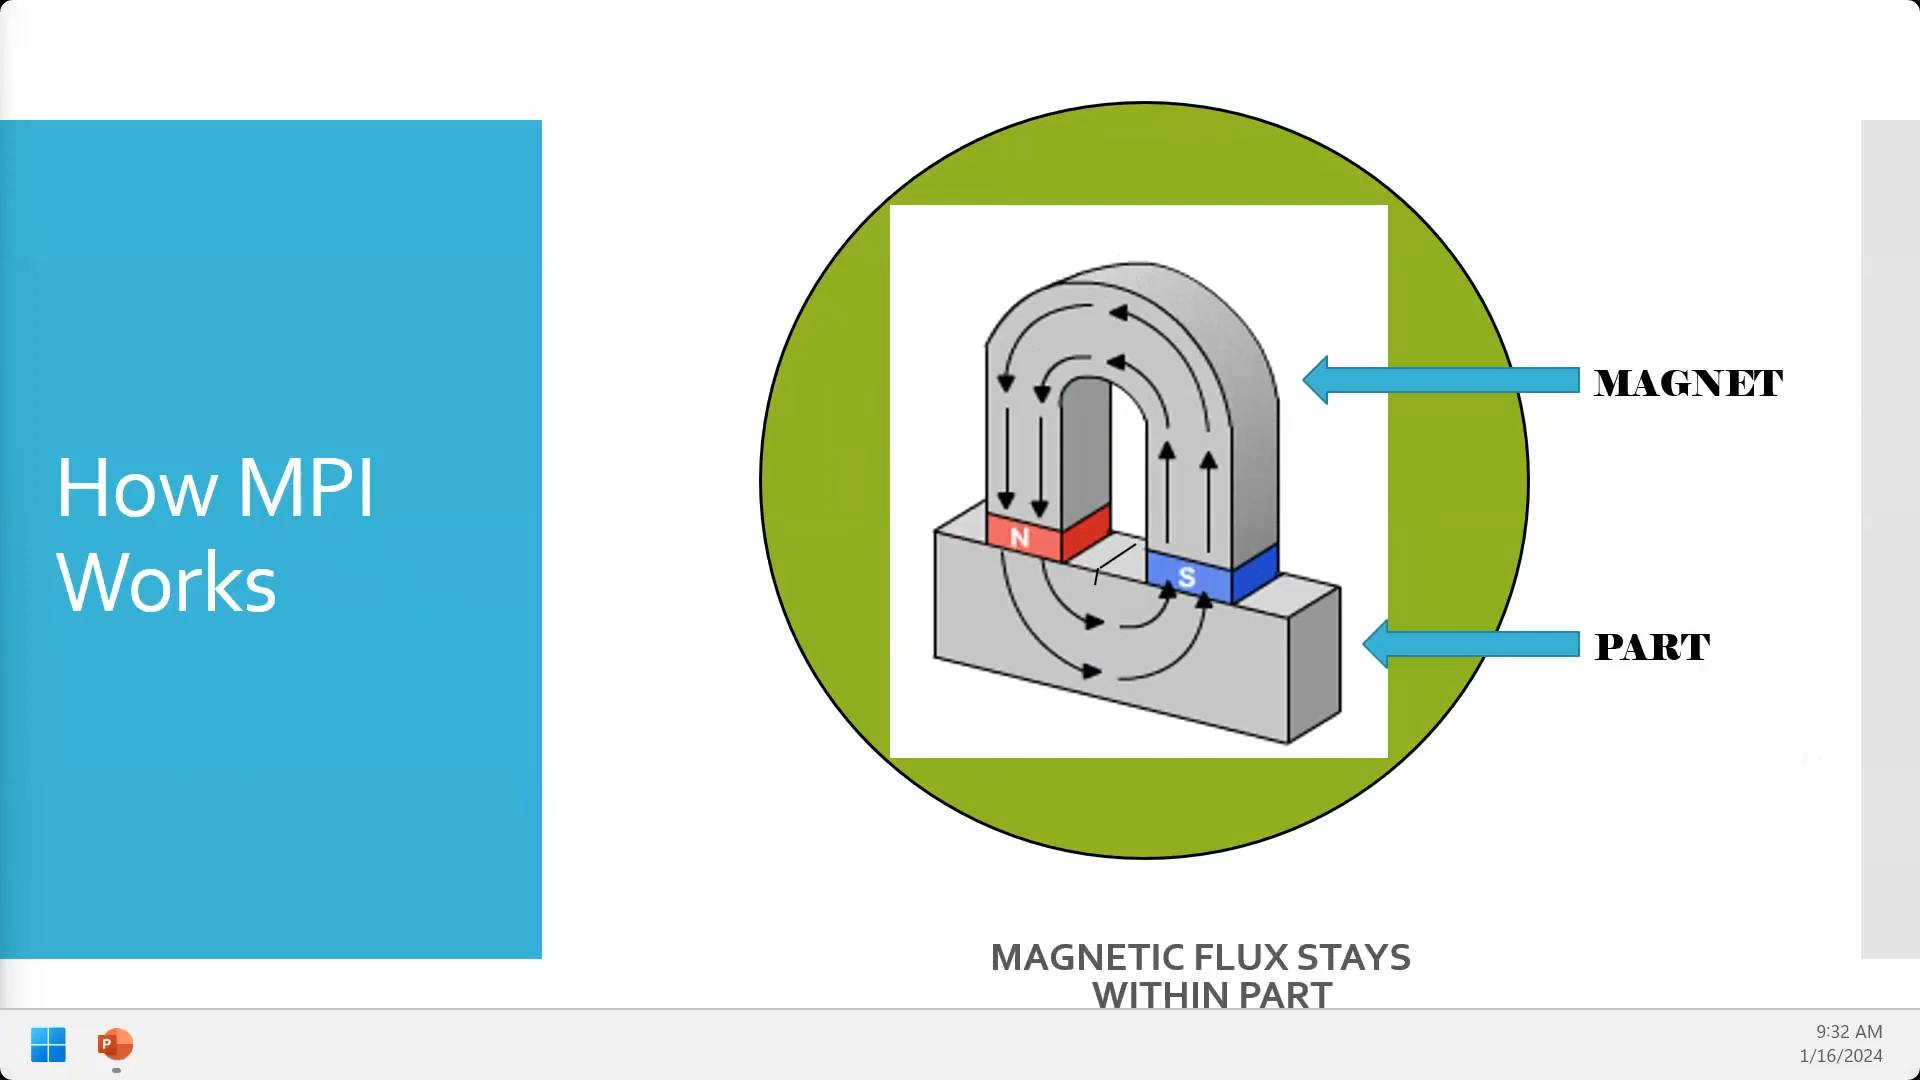 How MPI
Works
MAGNET
PART
N
S
MAGNETIC FLUX STAYS
WITHIN PART
P
9:32 AM
1/16/2024